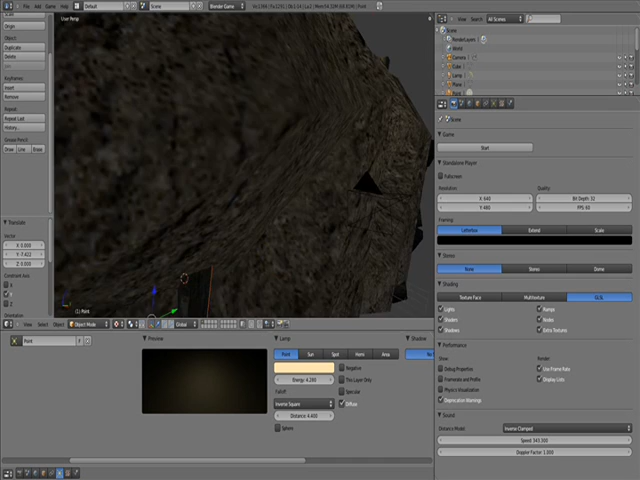 File Add Game Render Window Help
Default
Scene
Blender Game
Scale
Origin
Object:
Duplicate
Delete
Keyframes:
Insert
Remove
Repeat:
Repeat Last
History...
Grease Pencil:
Draw Line Erase
Translate
Vector
X: 0.000
Y: -7.422
Z: 0.000
Constraint Axis
X
Y
Z
Orientation
User Persp
(1) Point
View Select Object
Object Mode
Global
Point
F
Preview
Lamp
Point Sun Spot Hemi Area
Energy: 4.280
Falloff:
Inverse Square
Distance: 4.400
Sphere
Negative
This Layer Only
Specular
Diffuse
Shadow
View Search All Scenes
Scene
RenderLayers
World
Camera
Cube
Lamp
Plane
Point
Scene
Game
Start
Standalone Player
Fullscreen
Resolution:
X: 640
Y: 480
Quality:
Bit Depth: 32
FPS: 60
Framing:
Letterbox Extend Scale
Stereo
None Stereo Dome
Shading
Texture Face Multitexture GLSL
Lights
Shaders
Shadows
Ramps
Nodes
Extra Textures
Performance
Show:
Debug Properties
Framerate and Profile
Physics Visualization
Deprecation Warnings
Render:
Use Frame Rate
Display Lists
Sound
Distance Model: Inverse Clamped
Speed: 343.300
Doppler Factor: 1.000